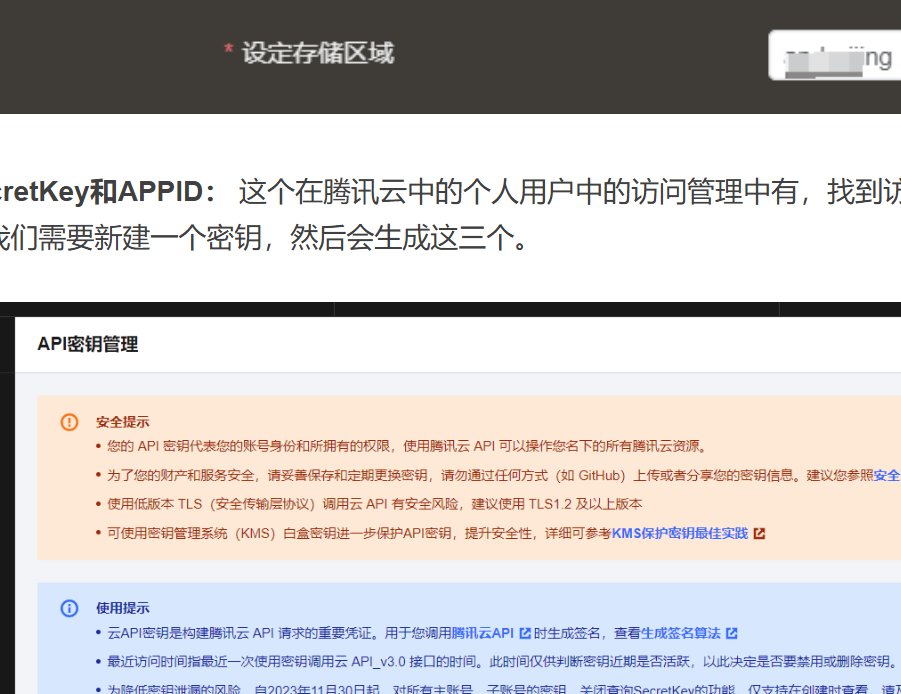 * 设定存储区域
retKey和APPID： 这个在腾讯云中的个人用户中的访问管理中有，找到访
我们需要新建一个密钥，然后会生成这三个。
API密钥管理
安全提示
• 您的 API 密钥代表您的账号身份和所拥有的权限，使用腾讯云 API 可以操作您名下的所有腾讯云资源。
• 为了您的财产和服务安全，请妥善保存和定期更换密钥，请勿通过任何方式（如 GitHub）上传或者分享您的密钥信息。建议您参照安全
• 使用低版本 TLS（安全传输层协议）调用云 API 有安全风险，建议使用 TLS1.2 及以上版本
• 可使用密钥管理系统（KMS）白盒密钥进一步保护API密钥，提升安全性，详细可参考KMS保护密钥最佳实践
使用提示
• 云API密钥是构建腾讯云 API 请求的重要凭证。用于您调用腾讯云API 时生成签名，查看生成签名算法
• 最近访问时间指最近一次使用密钥调用云 API_v3.0 接口的时间。此时间仅供判断密钥近期是否活跃，以此决定是否要禁用或删除密钥。
• 为降低密钥泄漏的风险，自2023年11月30日起，对所有主账号、子账号的密钥，关闭查询SecretKey的功能，仅支持在创建时查看，请及